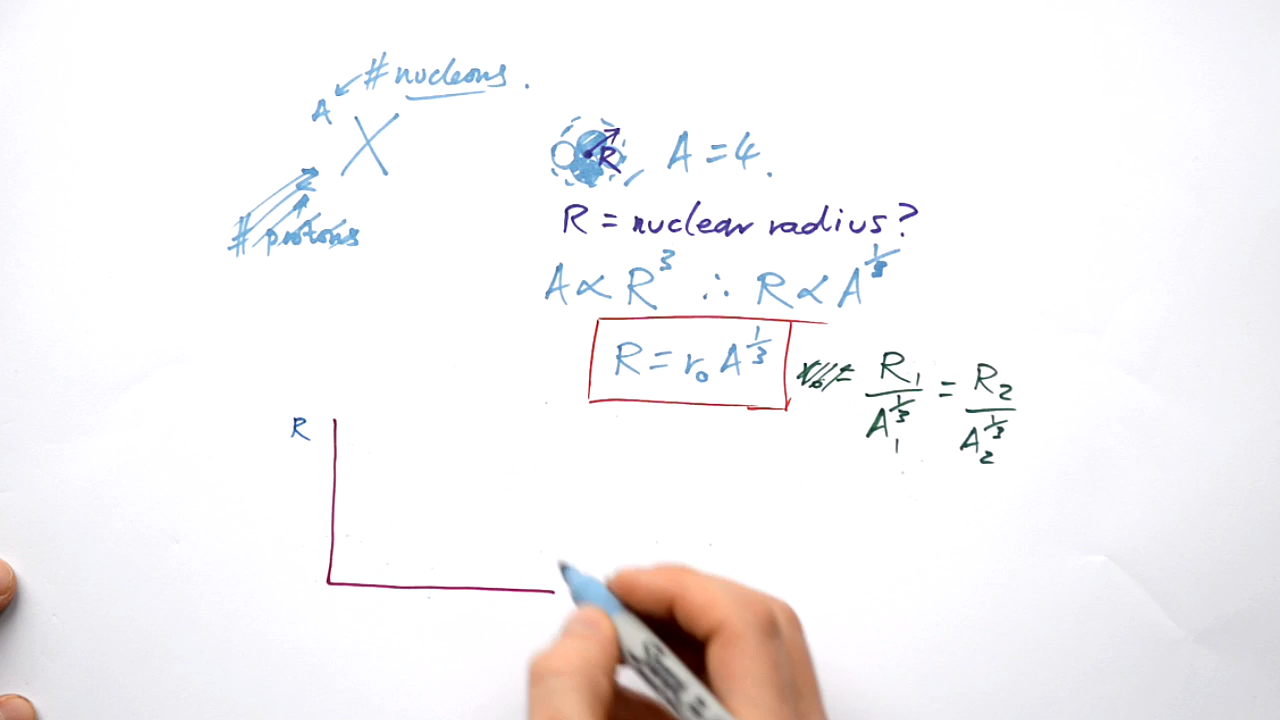 # nucleons.
A
X
# protons
R
A = 4.
R = nuclear radius?
A ∝ R³ ∴ R ∝ A^⅓
R = r₀ A^⅓
R₁/A₁^⅓ = R₂/A₂^⅓
R